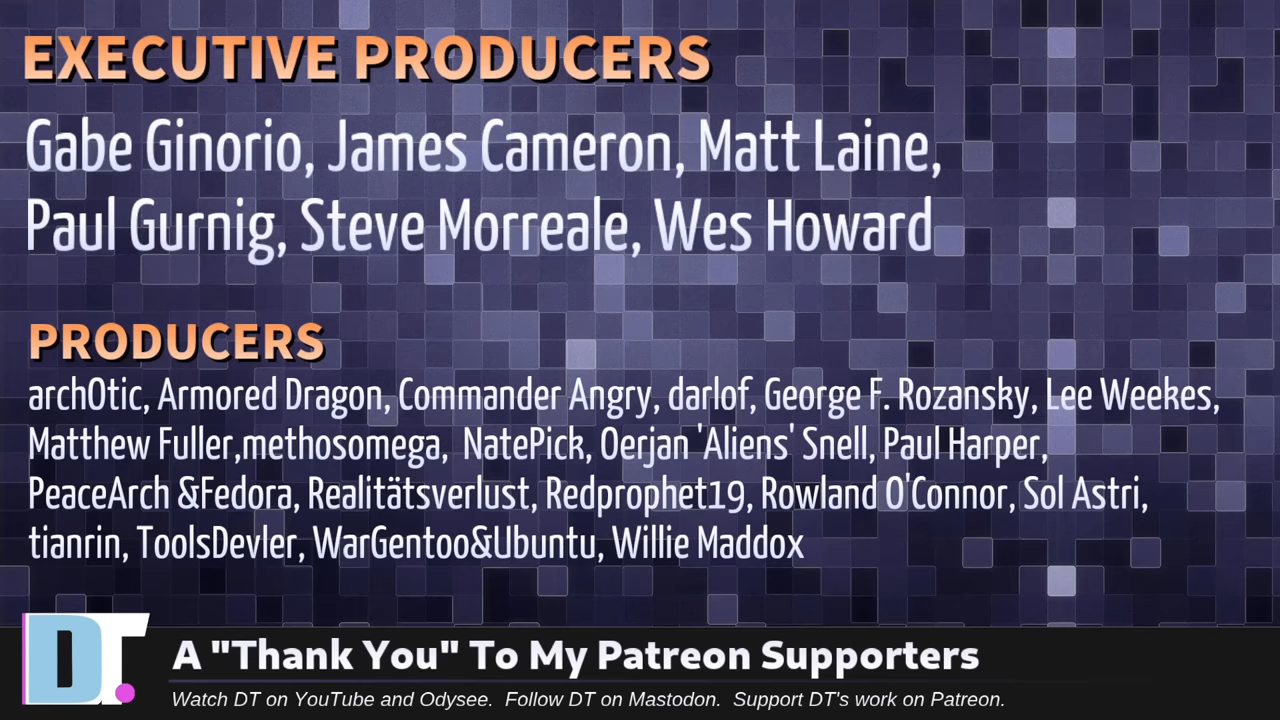 EXECUTIVE PRODUCERS
Gabe Ginorio, James Cameron, Matt Laine,
Paul Gurnig, Steve Morreale, Wes Howard
PRODUCERS
archOtic, Armored Dragon, Commander Angry, darlof, George F. Rozansky, Lee Weekes,
Matthew Fuller,methosomega,  NatePick, Oerjan 'Aliens' Snell, Paul Harper,
PeaceArch &Fedora, Realitätsverlust, Redprophet19, Rowland O'Connor, Sol Astri,
tianrin, ToolsDevler, WarGentoo&Ubuntu, Willie Maddox
DT.
A "Thank You" To My Patreon Supporters
Watch DT on YouTube and Odysee.  Follow DT on Mastodon.  Support DT's work on Patreon.